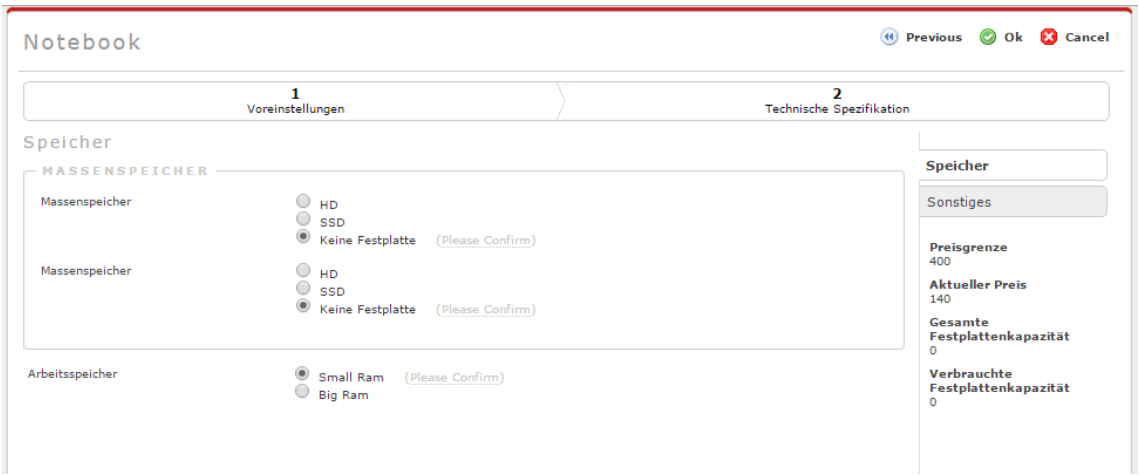 Notebook
Previous Ok Cancel
1
Voreinstellungen
2
Technische Spezifikation
Speicher
MASSENSPEICHER
Massenspeicher
HD
SSD
Keine Festplatte (Please Confirm)
Massenspeicher
HD
SSD
Keine Festplatte (Please Confirm)
Arbeitsspeicher
Small Ram (Please Confirm)
Big Ram
Speicher
Sonstiges
Preisgrenze
400
Aktueller Preis
140
Gesamte
Festplattenkapazität
0
Verbrauchte
Festplattenkapazität
0